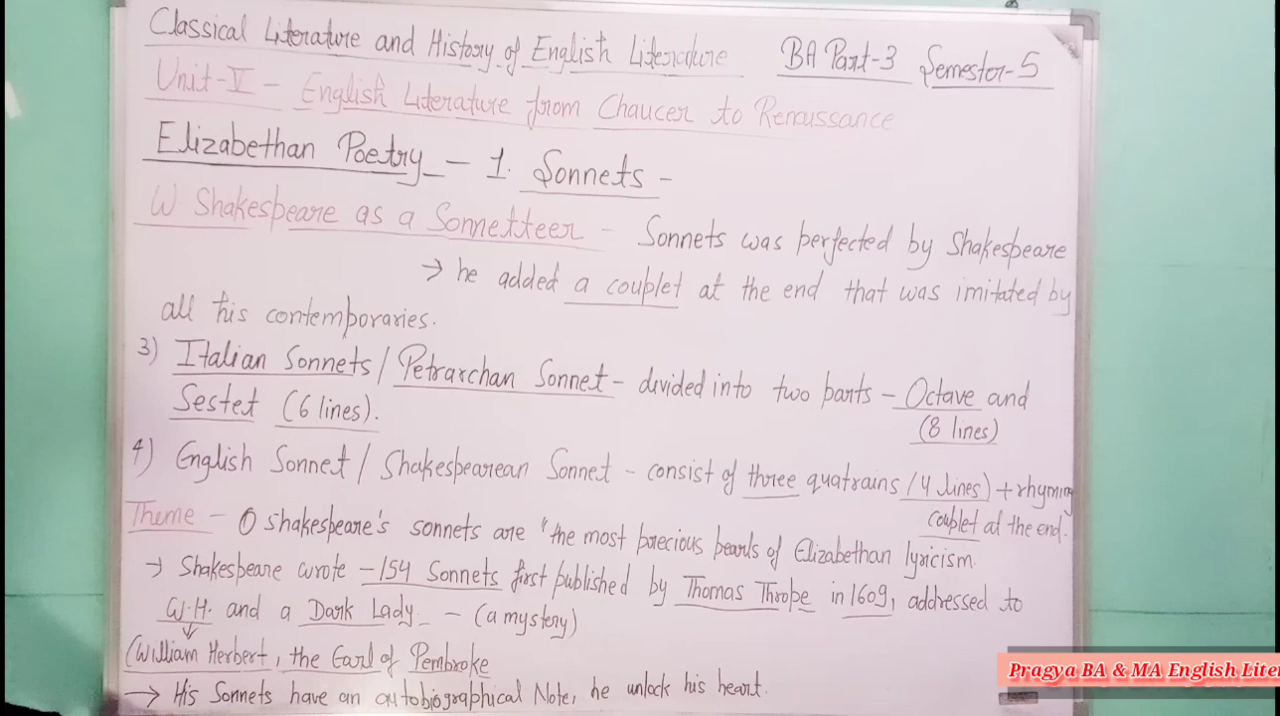 Classical Literature and History of English Literature BA Part-3 Semester-5
Unit-V - English Literature from Chaucer to Renaussance
Elizabethan Poetry - 1. Sonnets -
W Shakespeare as a Sonnetteer - Sonnets was perfected by Shakespeare
→ he added a couplet at the end that was imitated by
all his contemporaries.
3) Italian Sonnets / Petrarchan Sonnet - divided into two parts - Octave and
(8 lines)
Sestet (6 lines).
4) English Sonnet / Shakespearean Sonnet - consist of three quatrains / 4 lines) + rhyming
couplet at the end.
Theme - 0 Shakespeare's sonnets are "the most precious pearls of Elizabethan lyricism.
→ Shakespeare wrote - 154 Sonnets first published by Thomas Thrope in 1609, addressed to
W.H. and a Dark Lady - (a mystery)
(William Herbert, the Earl of Pembroke
→ His Sonnets have an autobiographical Note, he unlock his heart.
Pragya BA & MA English Liter